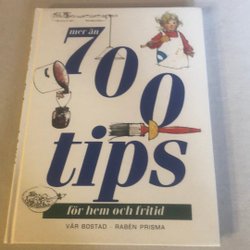 mer än
700
tips
för hem och fritid
VÅR BOSTAD · RABÉN PRISMA